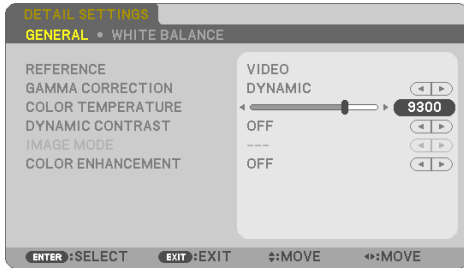 DETAIL SETTINGS
GENERAL • WHITE BALANCE
REFERENCE VIDEO
GAMMA CORRECTION DYNAMIC
COLOR TEMPERATURE 9300
DYNAMIC CONTRAST OFF
IMAGE MODE ---
COLOR ENHANCEMENT OFF
ENTER:SELECT EXIT:EXIT :MOVE :MOVE